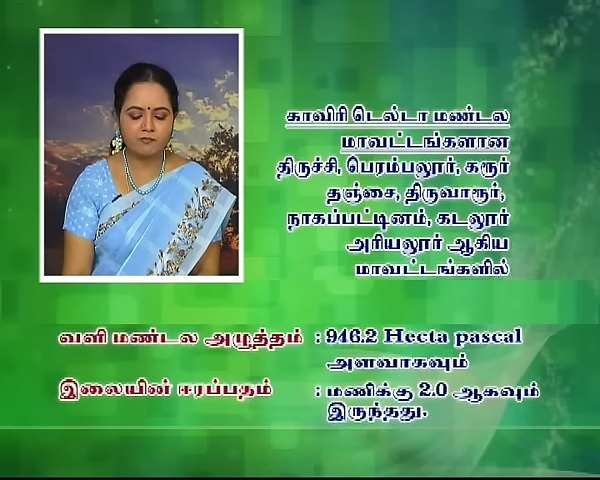 காவிரி டெல்டா மண்டல
மாவட்டங்களான
திருச்சி, பெரம்பலூர், கரூர்
தஞ்சை, திருவாரூர்,
நாகப்பட்டினம், கடலூர்
அரியலூர் ஆகிய
மாவட்டங்களில்
வளி மண்டல அழுத்தம் : 946.2 Hecta pascal
அளவாகவும்
இலையின் ஈரப்பதம் : மணிக்கு 2.0 ஆகவும்
இருந்தது.